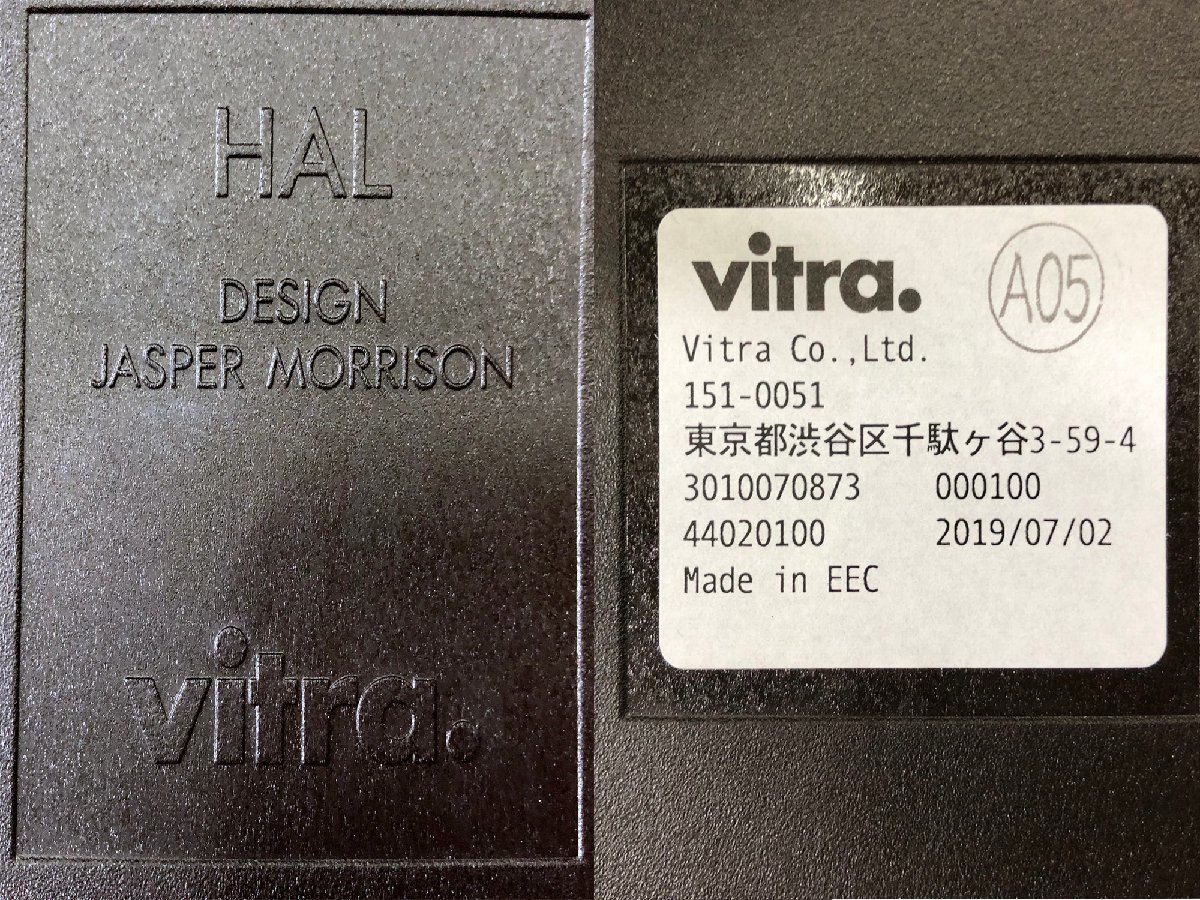 HAL
DESIGN
JASPER MORRISON
vitra.
vitra.
A05
Vitra Co.,Ltd.
151-0051
東京都渋谷区千駄ヶ谷3-59-4
3010070873 000100
44020100 2019/07/02
Made in EEC